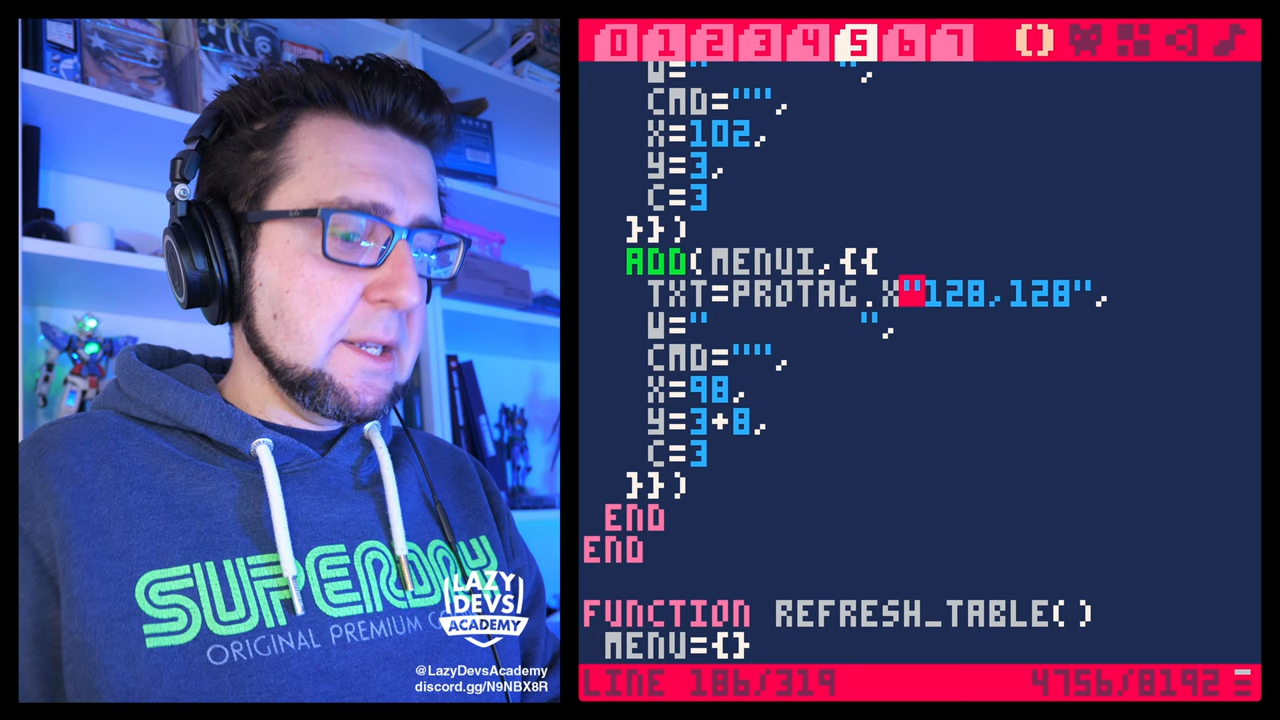 SUPERDRY
ORIGINAL PREMIUM
LAZY
DEVS
ACADEMY
@LazyDevsAcademy
discord.gg/N9NBX8R
0 1 2 3 4 5 6 7 ()
W=" ",
CMD="",
X=102,
Y=3,
C=3
}})
ADD(MENUI,{{
TXT=PROTAG.X"128,128",
W=" ",
CMD="",
X=98,
Y=3+8,
C=3
}})
END
END
FUNCTION REFRESH_TABLE()
MENU={}
LINE 186/319 4756/8192